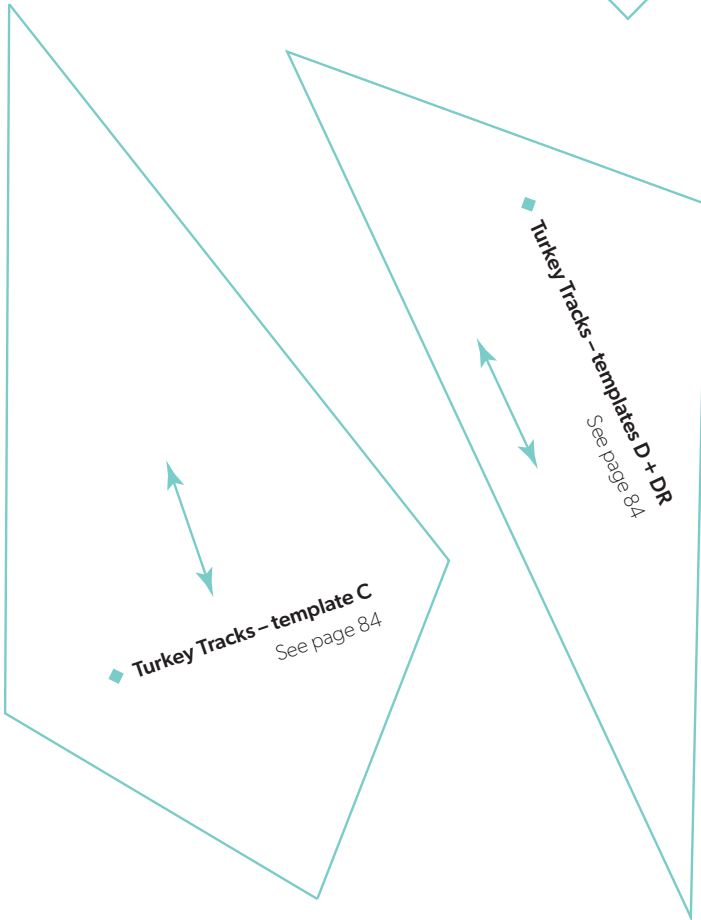 Turkey Tracks – templates D + DR
See page 84
Turkey Tracks – template C
See page 84